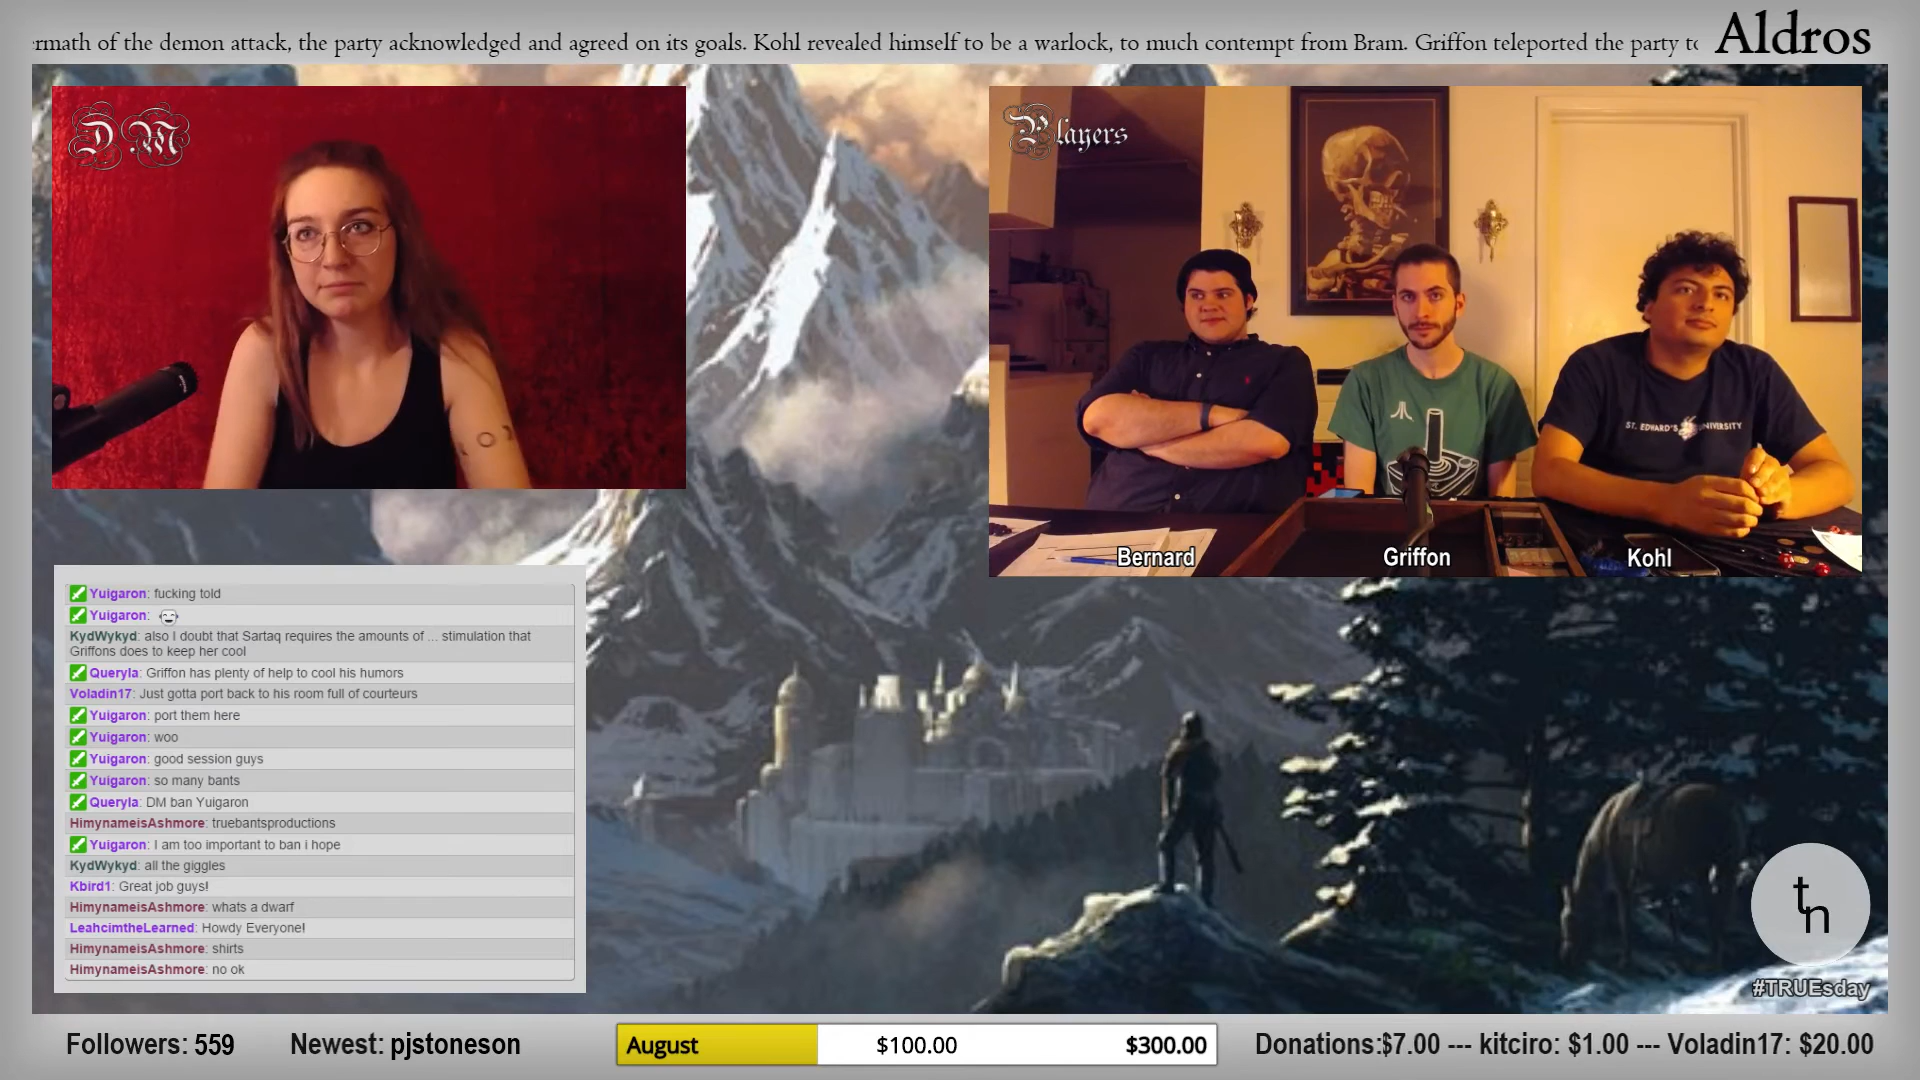 rmath of the demon attack, the party acknowledged and agreed on its goals. Kohl revealed himself to be a warlock, to much contempt from Bram. Griffon teleported the party to
Aldros
DM
Players
ST. EDWARD'S UNIVERSITY
Bernard
Griffon
Kohl
Yuigaron: fucking told
Yuigaron:
KydWykyd: also I doubt that Sartaq requires the amounts of ... stimulation that
Griffons does to keep her cool
Queryla: Griffon has plenty of help to cool his humors
Voladin17: Just gotta port back to his room full of courteurs
Yuigaron: port them here
Yuigaron: woo
Yuigaron: good session guys
Yuigaron: so many bants
Queryla: DM ban Yuigaron
HimynameisAshmore: truebantsproductions
Yuigaron: I am too important to ban i hope
KydWykyd: all the giggles
Kbird1: Great job guys!
HimynameisAshmore: whats a dwarf
LeahcimtheLearned: Howdy Everyone!
HimynameisAshmore: shirts
HimynameisAshmore: no ok
tn
#TRUEsday
Followers: 559
Newest: pjstoneson
August $100.00 $300.00
Donations:$7.00 --- kitciro: $1.00 --- Voladin17: $20.00